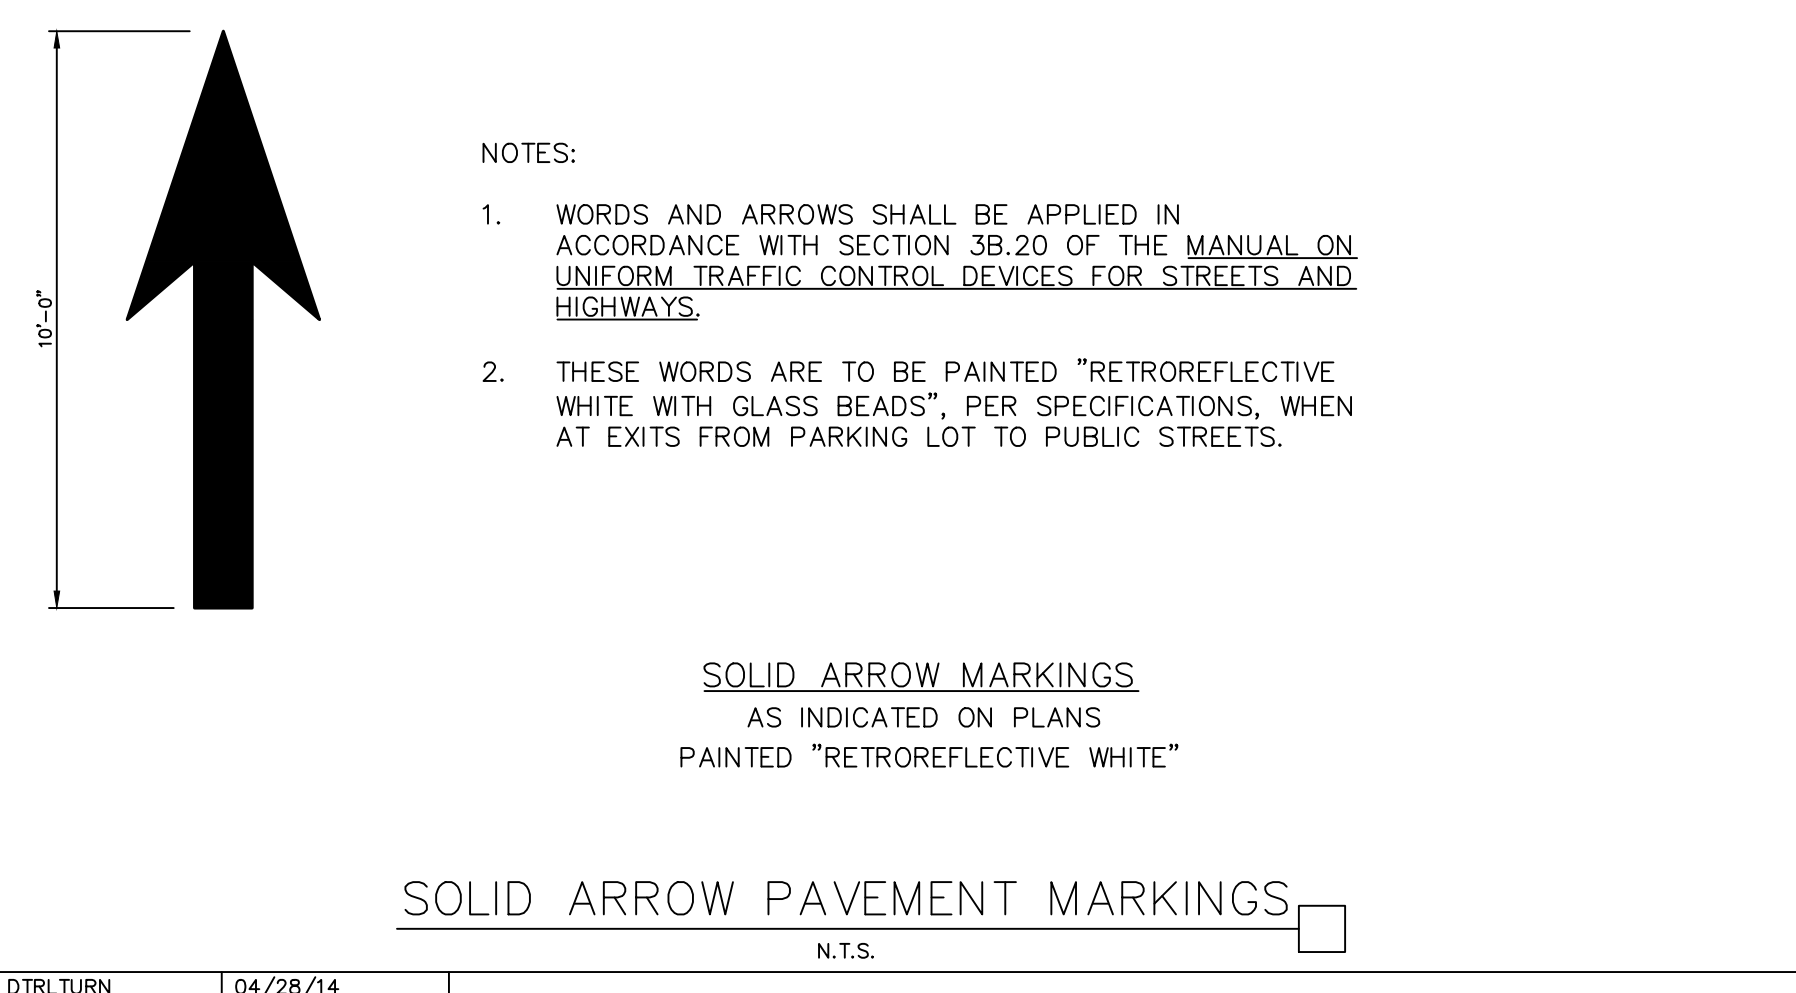 10'-0"
NOTES:
1. WORDS AND ARROWS SHALL BE APPLIED IN
ACCORDANCE WITH SECTION 3B.20 OF THE MANUAL ON
UNIFORM TRAFFIC CONTROL DEVICES FOR STREETS AND
HIGHWAYS.
2. THESE WORDS ARE TO BE PAINTED "RETROREFLECTIVE
WHITE WITH GLASS BEADS", PER SPECIFICATIONS, WHEN
AT EXITS FROM PARKING LOT TO PUBLIC STREETS.
SOLID ARROW MARKINGS
AS INDICATED ON PLANS
PAINTED "RETROREFLECTIVE WHITE"
SOLID ARROW PAVEMENT MARKINGS
N.T.S.
DTRLTURN 04/28/14